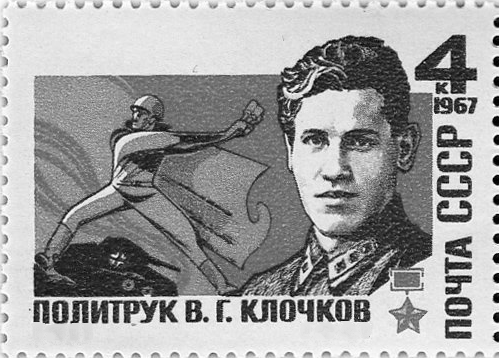 4
К
1967
ПОЧТА СССР
ПОЛИТРУК В. Г. КЛОЧКОВ